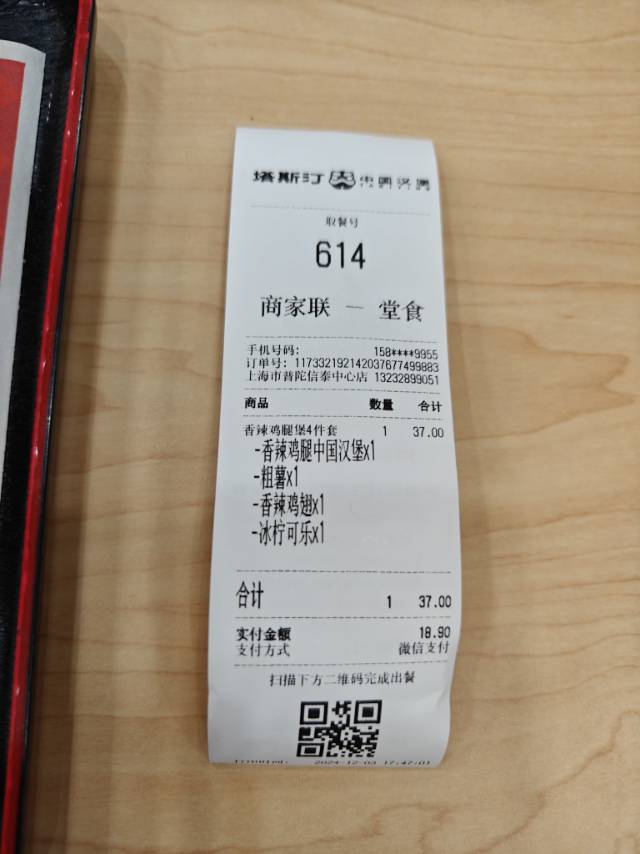 塔斯汀 中国汉堡
取餐号
614
商家联 — 堂食
手机号码: 158****9955
订单号: 117332192142037677499883
上海市普陀信泰中心店 13232899051
商品 数量 合计
香辣鸡腿堡4件套 1 37.00
-香辣鸡腿中国汉堡x1
-粗薯x1
-香辣鸡翅x1
-冰柠可乐x1
合计 1 37.00
实付金额 18.90
支付方式 微信支付
扫描下方二维码完成出餐
2024-12-03 17:47:01